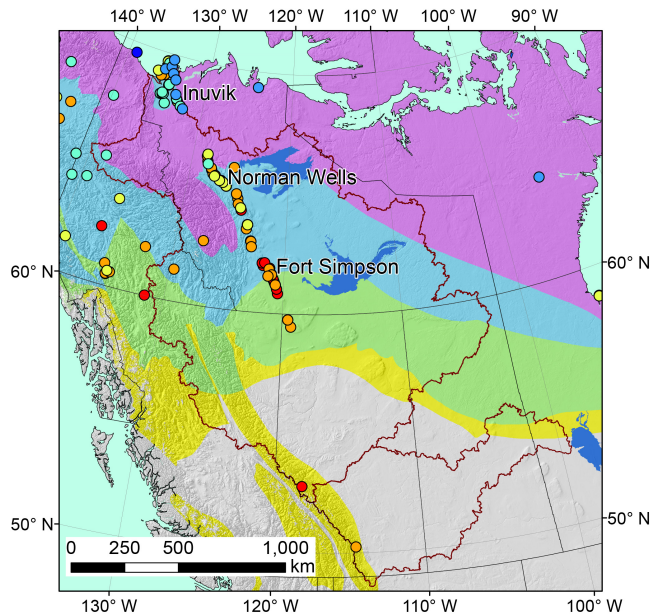 140° W 130° W 120° W 110° W 100° W 90° W
Inuvik
Norman Wells
60° N Fort Simpson 60° N
50° N 50° N
0 250 500 1,000
km
130° W 120° W 110° W 100° W